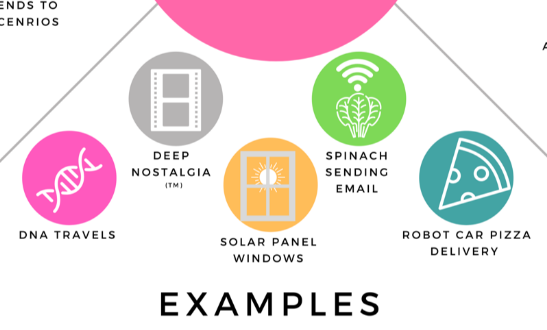 ENDS TO
CENRIOS
A
DEEP
NOSTALGIA
(TM)
SPINACH
SENDING
EMAIL
DNA TRAVELS
SOLAR PANEL
WINDOWS
ROBOT CAR PIZZA
DELIVERY
EXAMPLES